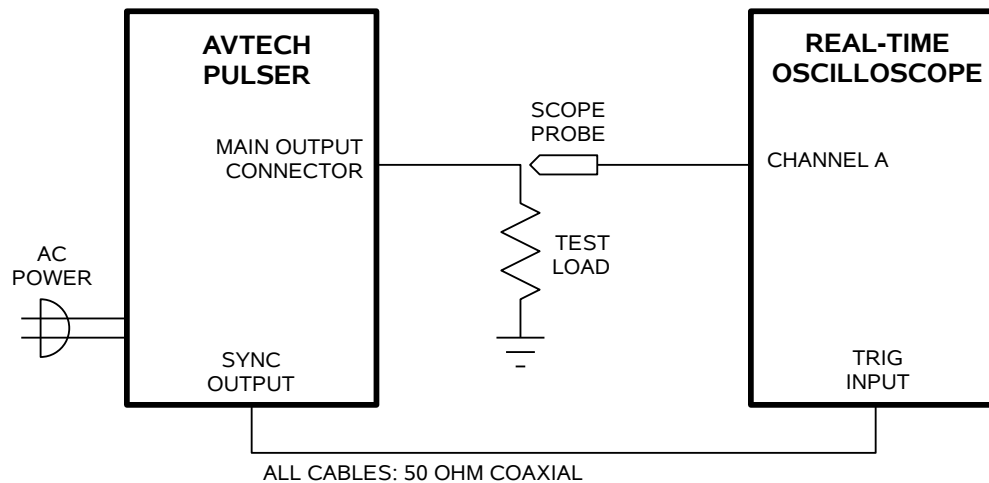 AVTECH
PULSER
REAL-TIME
OSCILLOSCOPE
SCOPE
PROBE
MAIN OUTPUT
CONNECTOR
CHANNEL A
TEST
LOAD
AC
POWER
SYNC
OUTPUT
TRIG
INPUT
ALL CABLES: 50 OHM COAXIAL